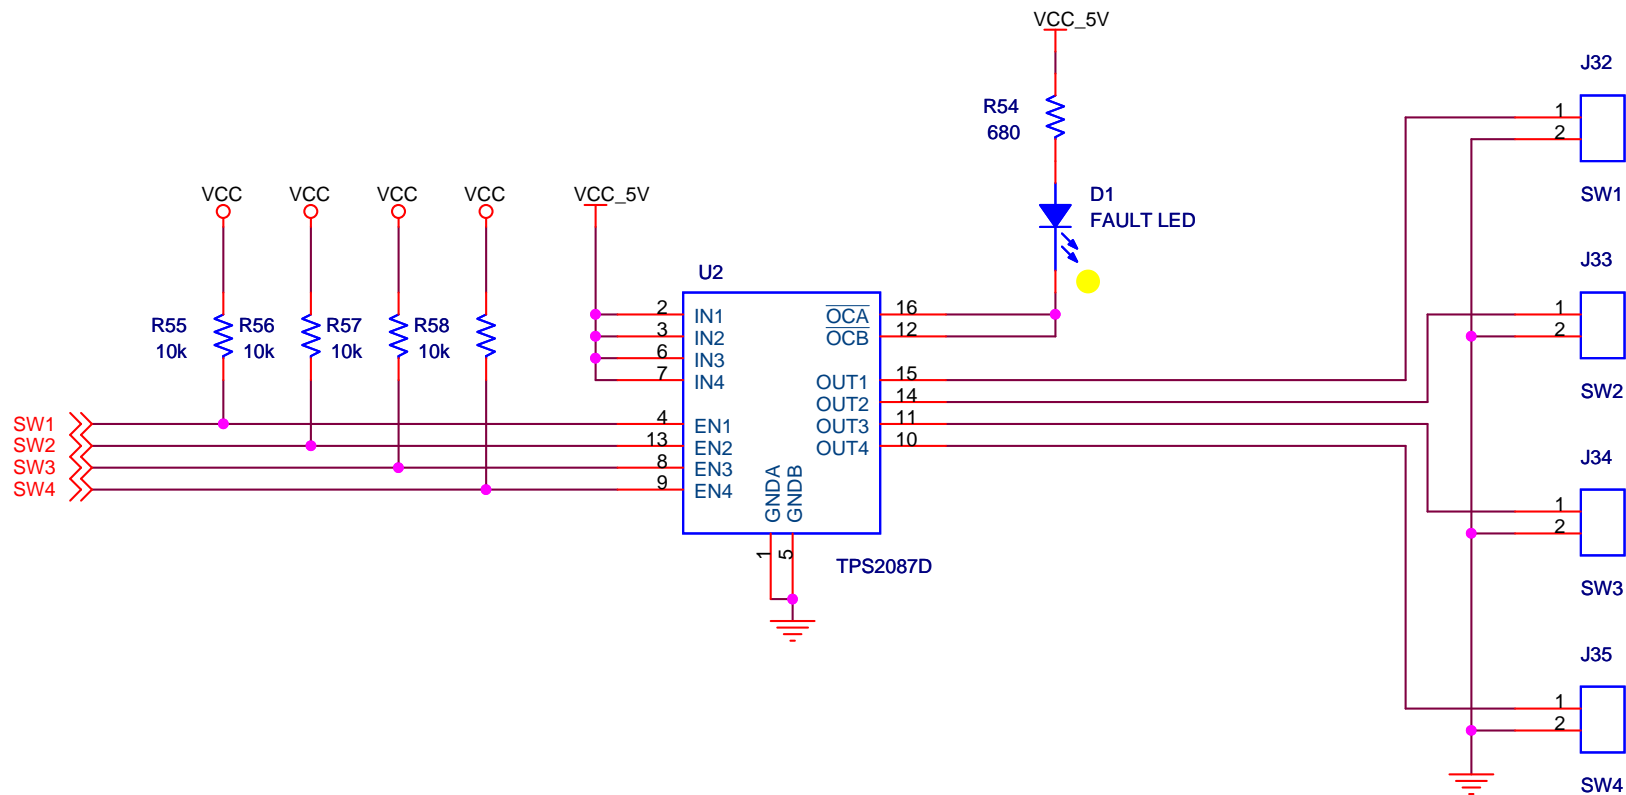 VCC_5V
J32
R54
680
1
2
SW1
VCC
VCC
VCC
VCC
VCC_5V
D1
FAULT LED
U2
J33
R55
10k
R56
10k
R57
10k
R58
10k
2
IN1
3
IN2
6
IN3
7
IN4
OCA
16
OCB
12
1
2
SW2
OUT1
15
OUT2
14
OUT3
11
OUT4
10
SW1
SW2
SW3
SW4
4
EN1
13
EN2
8
EN3
9
EN4
GNDA
GNDB
1
5
TPS2087D
J34
1
2
SW3
J35
1
2
SW4